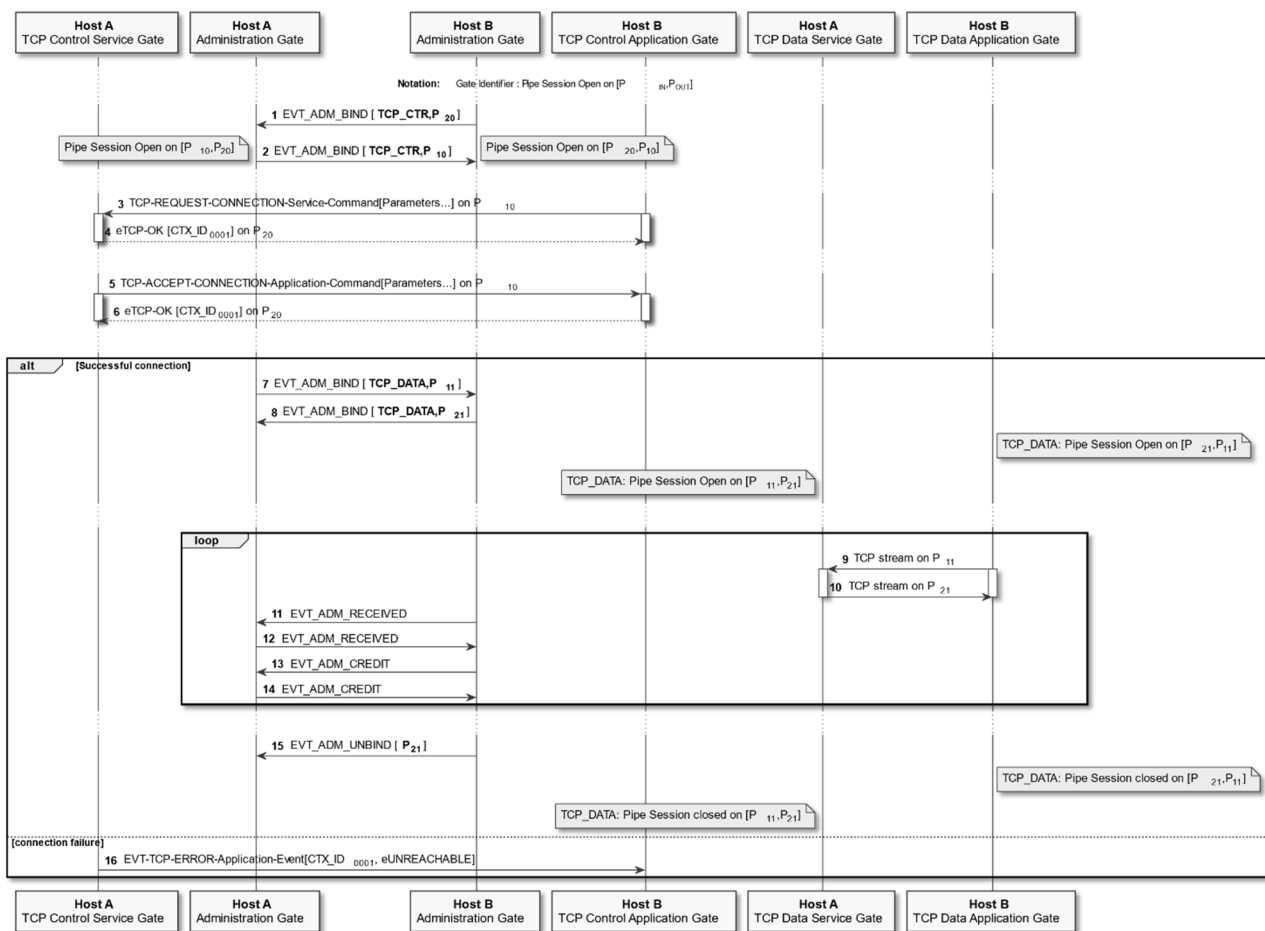 Host A
TCP Control Service Gate
Host A
Administration Gate
Host B
Administration Gate
Host B
TCP Control Application Gate
Host A
TCP Data Service Gate
Host B
TCP Data Application Gate
Notation: Gate Identifier : Pipe Session Open on [P IN,POUT]
1 EVT_ADM_BIND [ TCP_CTR,P 20]
Pipe Session Open on [P 10,P20]
2 EVT_ADM_BIND [ TCP_CTR,P 10]
Pipe Session Open on [P 20,P10]
3 TCP-REQUEST-CONNECTION-Service-Command[Parameters...] on P 10
4 eTCP-OK [CTX_ID 0001] on P20
5 TCP-ACCEPT-CONNECTION-Application-Command[Parameters...] on P 10
6 eTCP-OK [CTX_ID 0001] on P20
alt [Successful connection]
7 EVT_ADM_BIND [ TCP_DATA,P 11]
8 EVT_ADM_BIND [ TCP_DATA,P 21]
TCP_DATA: Pipe Session Open on [P 21,P11]
TCP_DATA: Pipe Session Open on [P 11,P21]
loop
9 TCP stream on P 11
10 TCP stream on P 21
11 EVT_ADM_RECEIVED
12 EVT_ADM_RECEIVED
13 EVT_ADM_CREDIT
14 EVT_ADM_CREDIT
15 EVT_ADM_UNBIND [ P21]
TCP_DATA: Pipe Session closed on [P 21,P11]
TCP_DATA: Pipe Session closed on [P 11,P21]
[connection failure]
16 EVT-TCP-ERROR-Application-Event[CTX_ID 0001, eUNREACHABLE]
Host A
TCP Control Service Gate
Host A
Administration Gate
Host B
Administration Gate
Host B
TCP Control Application Gate
Host A
TCP Data Service Gate
Host B
TCP Data Application Gate